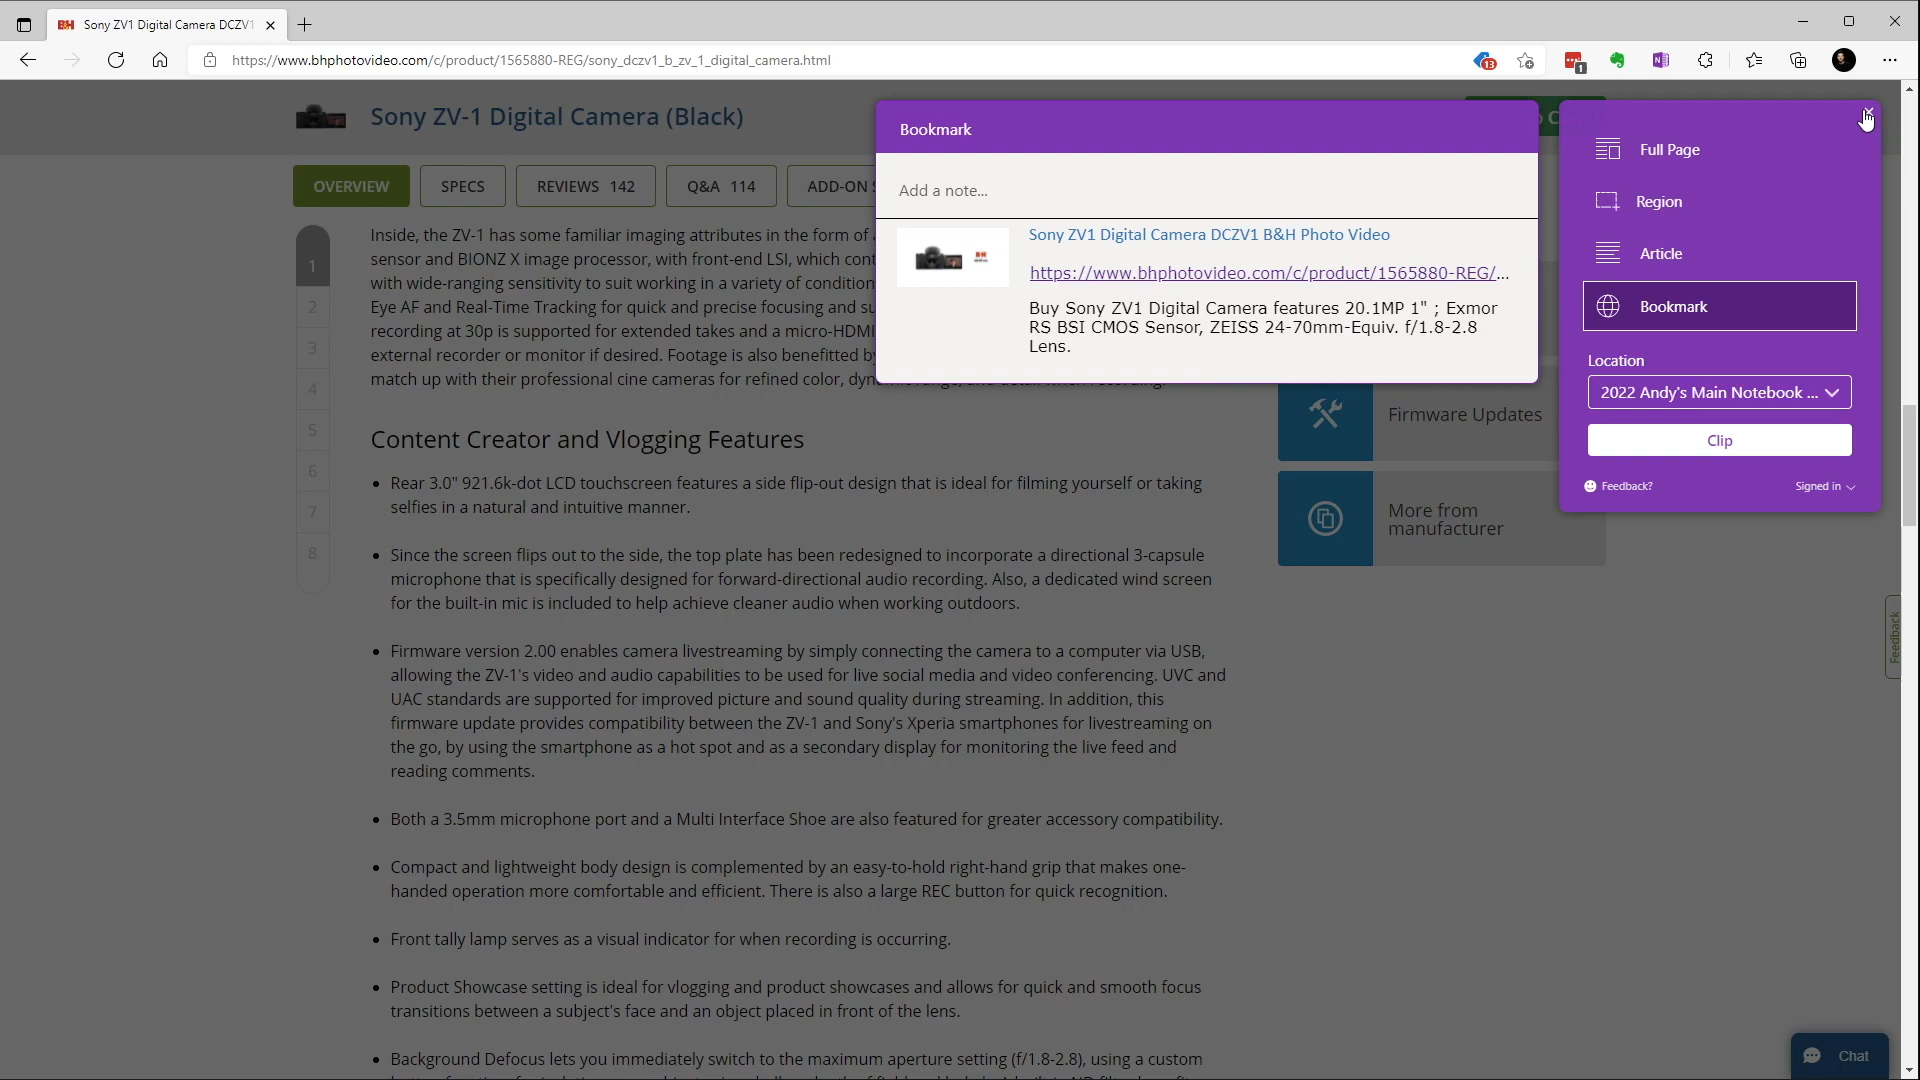 Sony ZV1 Digital Camera DCZV1
https://www.bhphotovideo.com/c/product/1565880-REG/sony_dczv1_b_zv_1_digital_camera.html
13
1
Sony ZV-1 Digital Camera (Black)
OVERVIEW
SPECS
REVIEWS 142
Q&A 114
ADD-ON
1
2
3
4
5
6
7
8
Inside, the ZV-1 has some familiar imaging attributes in the form of
sensor and BIONZ X image processor, with front-end LSI, which
with wide-ranging sensitivity to suit working in a variety of
Eye AF and Real-Time Tracking for quick and precise focusing and
recording at 30p is supported for extended takes and a micro-HDMI
external recorder or monitor if desired. Footage is also benefitted
match up with their professional cine cameras for refined color, dynamic range, and detail when recording.
Content Creator and Vlogging Features
• Rear 3.0" 921.6k-dot LCD touchscreen features a side flip-out design that is ideal for filming yourself or taking
selfies in a natural and intuitive manner.
• Since the screen flips out to the side, the top plate has been redesigned to incorporate a directional 3-capsule
microphone that is specifically designed for forward-directional audio recording. Also, a dedicated wind screen
for the built-in mic is included to help achieve cleaner audio when working outdoors.
• Firmware version 2.00 enables camera livestreaming by simply connecting the camera to a computer via USB,
allowing the ZV-1's video and audio capabilities to be used for live social media and video conferencing. UVC and
UAC standards are supported for improved picture and sound quality during streaming. In addition, this
firmware update provides compatibility between the ZV-1 and Sony's Xperia smartphones for livestreaming on
the go, by using the smartphone as a hot spot and as a secondary display for monitoring the live feed and
reading comments.
• Both a 3.5mm microphone port and a Multi Interface Shoe are also featured for greater accessory compatibility.
• Compact and lightweight body design is complemented by an easy-to-hold right-hand grip that makes one-
handed operation more comfortable and efficient. There is also a large REC button for quick recognition.
• Front tally lamp serves as a visual indicator for when recording is occurring.
• Product Showcase setting is ideal for vlogging and product showcases and allows for quick and smooth focus
transitions between a subject's face and an object placed in front of the lens.
• Background Defocus lets you immediately switch to the maximum aperture setting (f/1.8-2.8), using a custom
Bookmark
Add a note...
Sony ZV1 Digital Camera DCZV1 B&H Photo Video
https://www.bhphotovideo.com/c/product/1565880-REG/...
Buy Sony ZV1 Digital Camera features 20.1MP 1" ; Exmor
RS BSI CMOS Sensor, ZEISS 24-70mm-Equiv. f/1.8-2.8
Lens.
Firmware Updates
More from
manufacturer
Full Page
Region
Article
Bookmark
Location
2022 Andy's Main Notebook ...
Clip
Feedback?
Signed in
Feedback
Chat